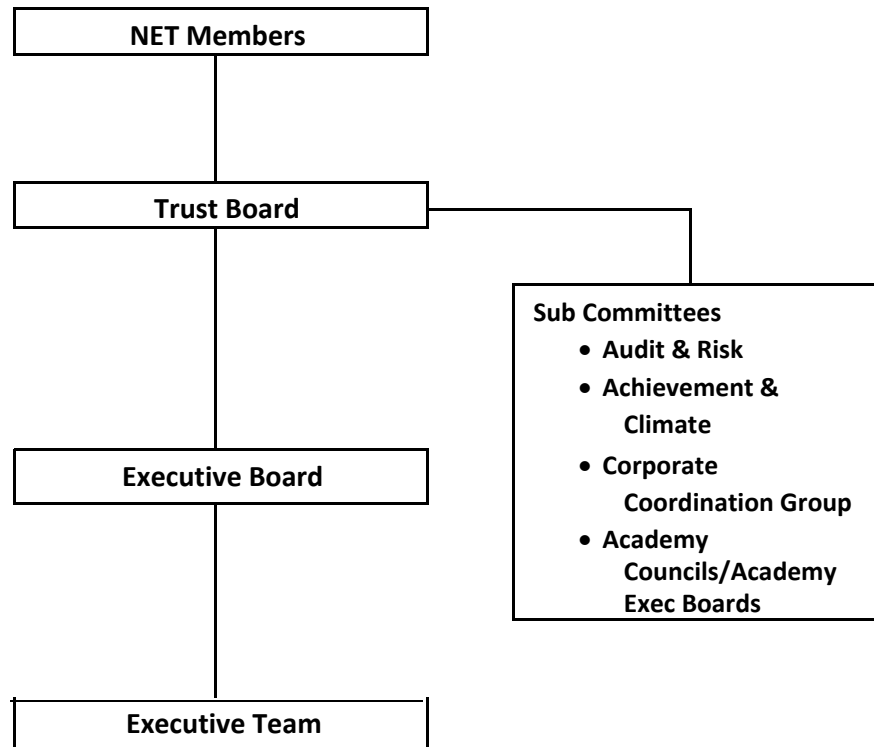 NET Members
Trust Board
Sub Committees
• Audit & Risk
• Achievement &
Climate
• Corporate
Coordination Group
• Academy
Councils/Academy
Exec Boards
Executive Board
Executive Team